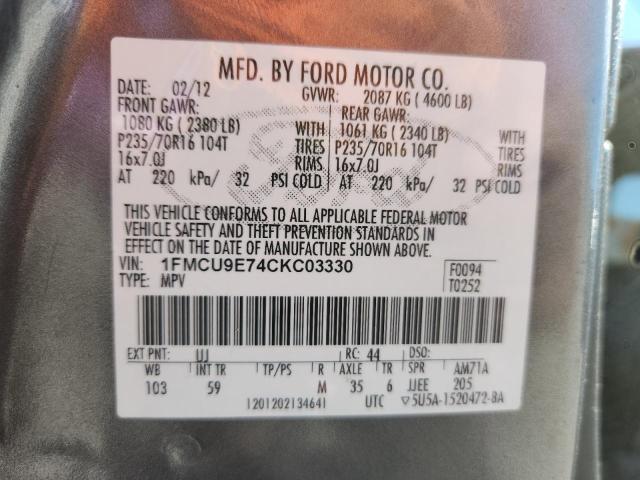 MFD. BY FORD MOTOR CO.
DATE: 02/12 GVWR: 2087 KG ( 4600 LB)
FRONT GAWR: REAR GAWR:
1080 KG ( 2380 LB) WITH 1061 KG ( 2340 LB) WITH
P235/70R16 104T TIRES P235/70R16 104T TIRES
16x7.0J RIMS 16x7.0J RIMS
AT 220 kPa/ 32 PSI COLD AT 220 kPa/ 32 PSI COLD
THIS VEHICLE CONFORMS TO ALL APPLICABLE FEDERAL MOTOR
VEHICLE SAFETY AND THEFT PREVENTION STANDARDS IN
EFFECT ON THE DATE OF MANUFACTURE SHOWN ABOVE.
VIN: 1FMCU9E74CKC03330 F0094
TYPE: MPV T0252
EXT PNT: UJ RC: 44 DSO:
WB INT TR TP/PS R AXLE TR SPR AM71A
103 59 M 35 6 JJEE 205
1201202134641 UTC ▽5U5A-1520472-BA